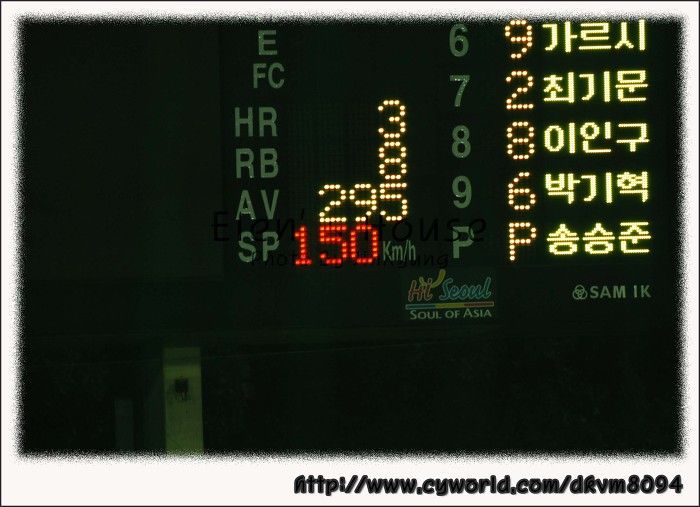 E 6 9 가르시
FC 7 2 최기문
HR 3 8 8 이인구
RB 8 9 6 박기혁
AV 295
SP 150 Km/h P P 송승준
Elen's House
Hi Seoul
SOUL OF ASIA
SAM IK
http://www.cyworld.com/dkvm8094